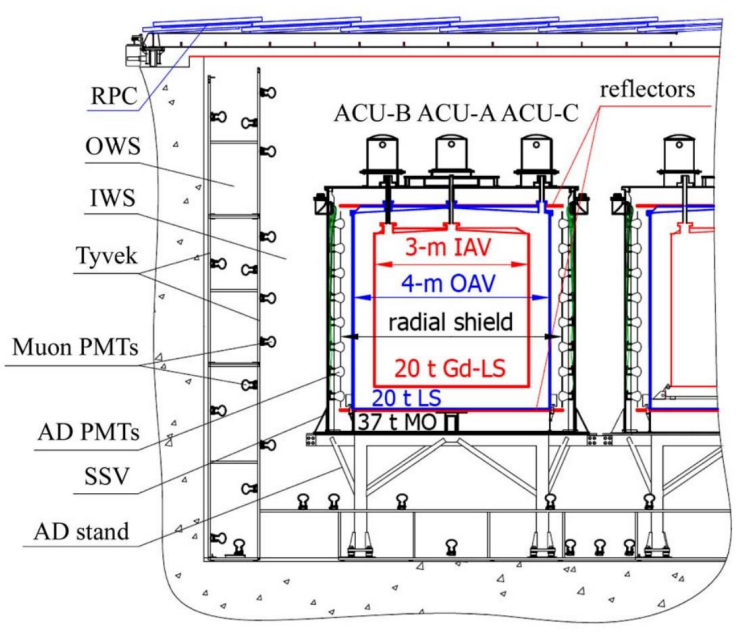 RPC
OWS
IWS
Tyvek
Muon PMTs
AD PMTs
SSV
AD stand
ACU-B ACU-A ACU-C
reflectors
3-m IAV
4-m OAV
radial shield
20 t Gd-LS
20 t LS
37 t MO